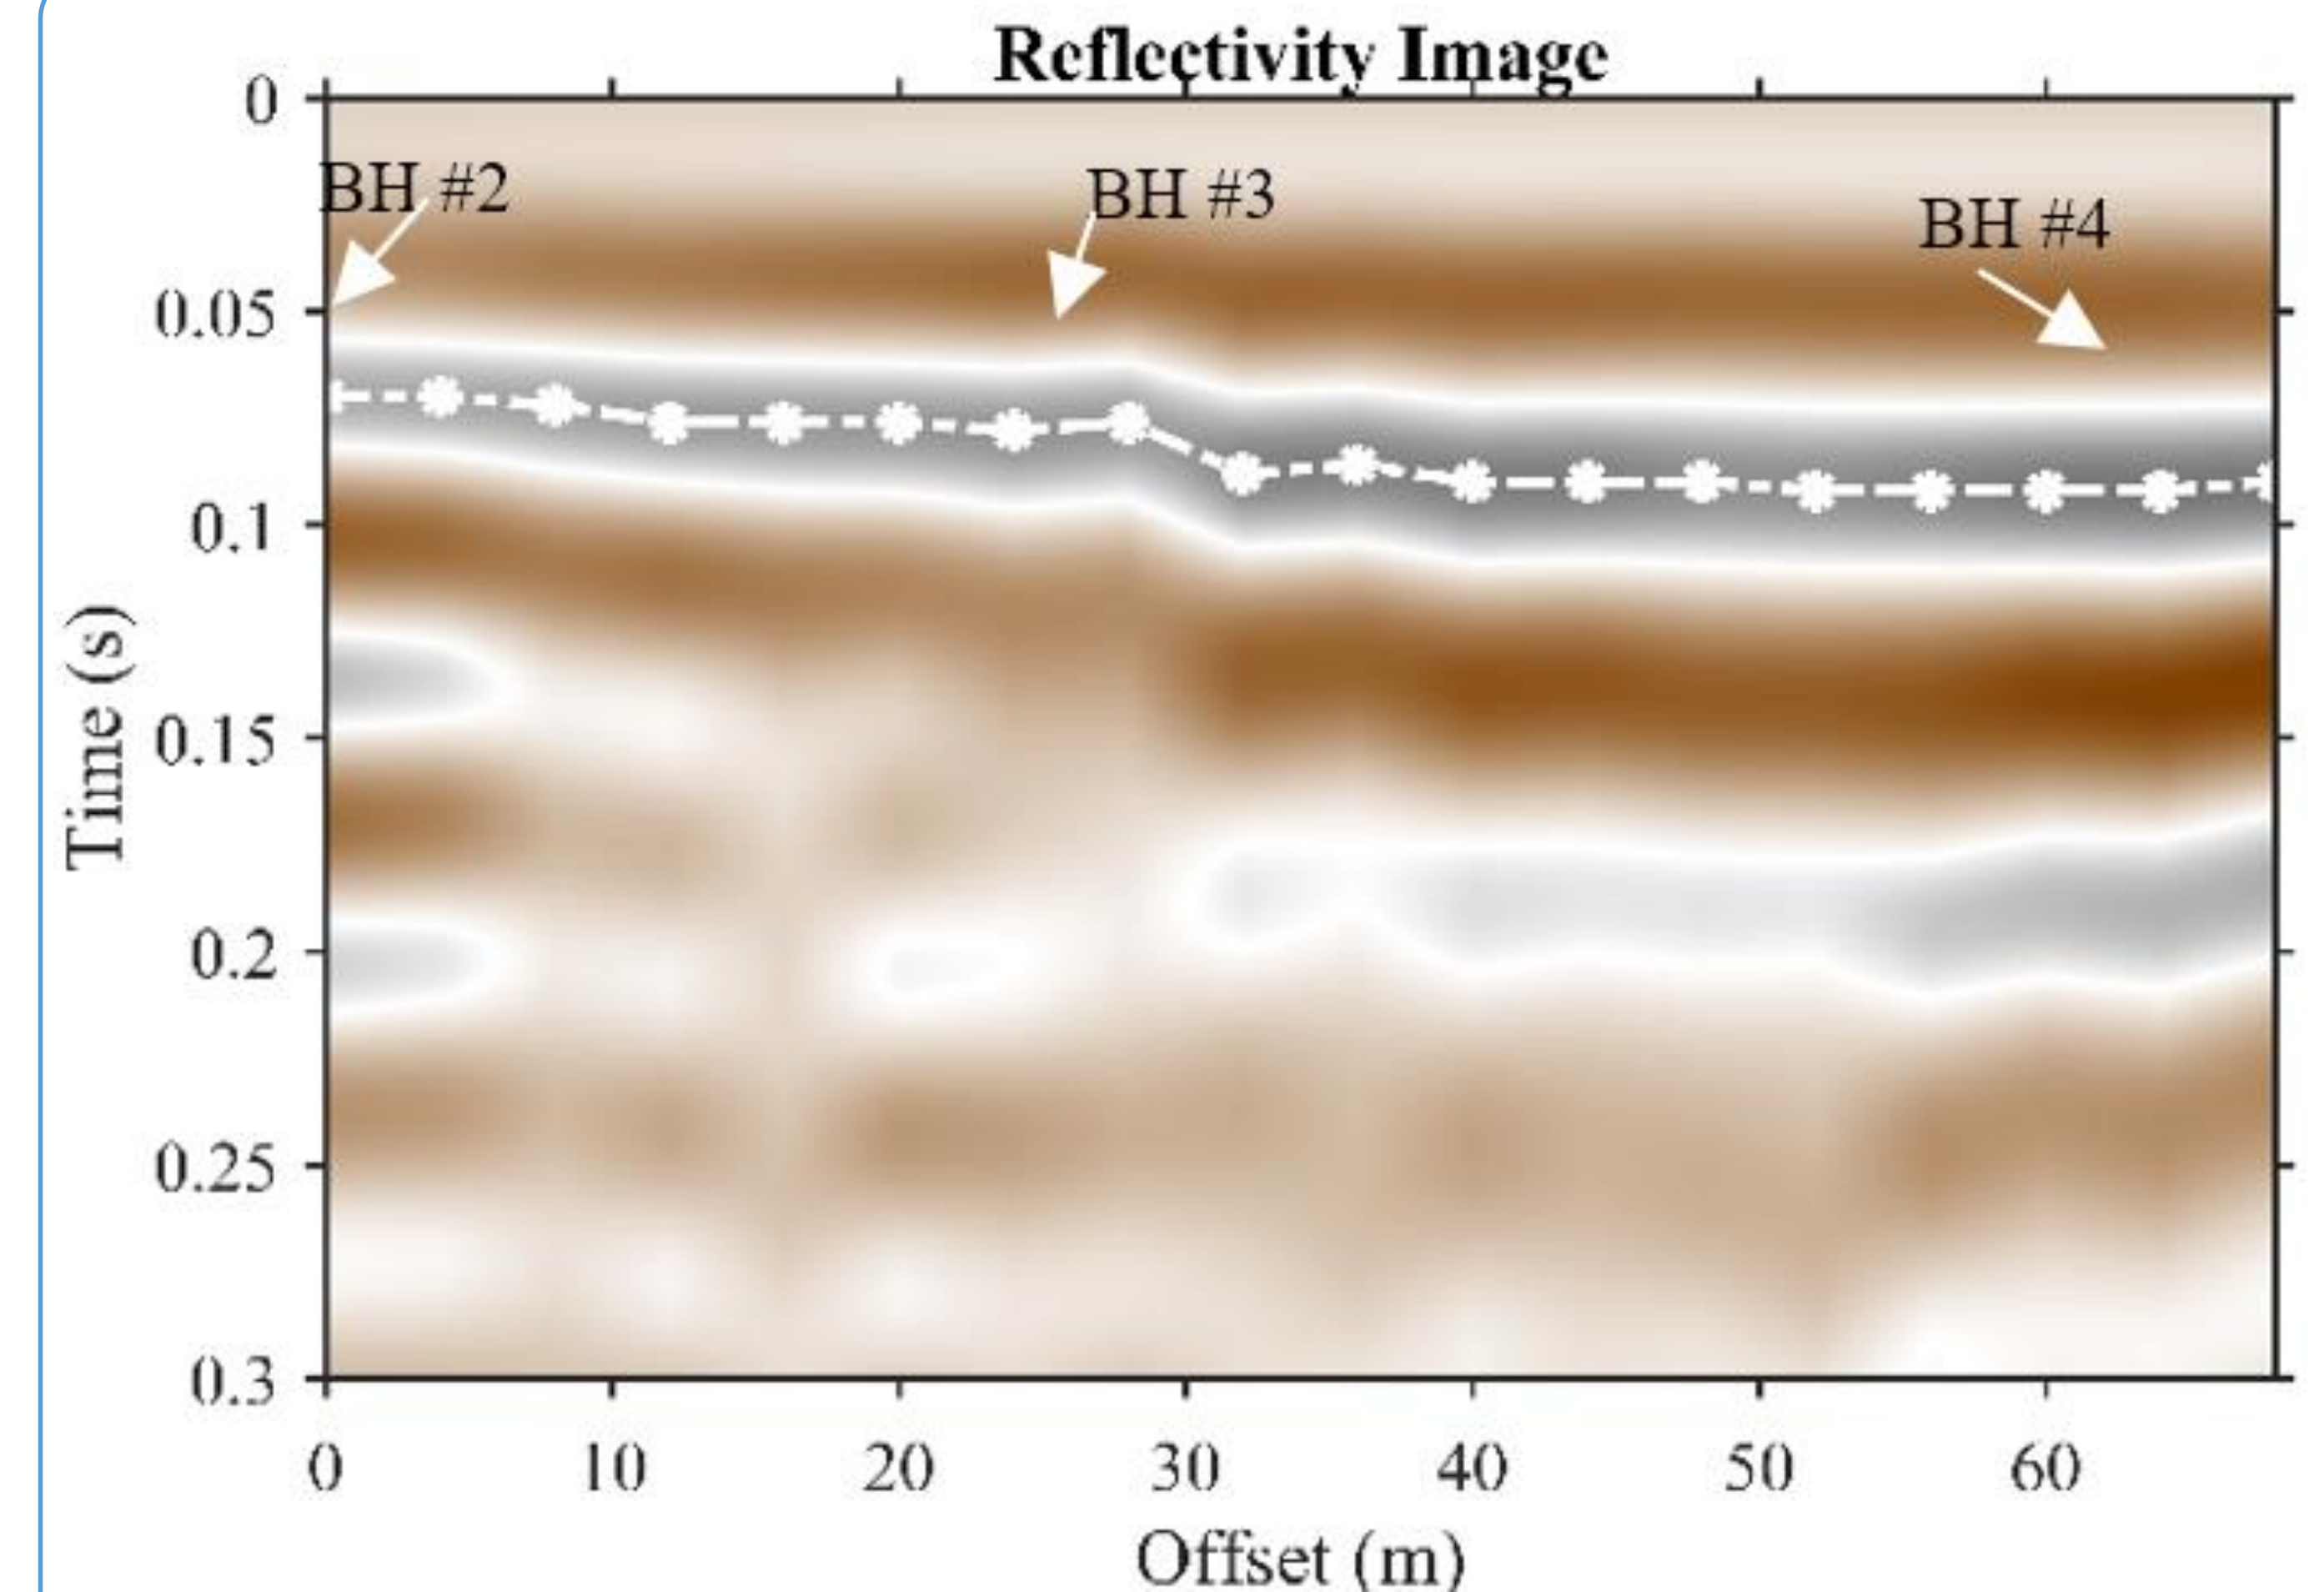 Reflectivity Image
0
BH #2
BH #3
BH #4
0.05
0.1
0.15
0.2
0.25
0.3
Time (s)
0 10 20 30 40 50 60
Offset (m)